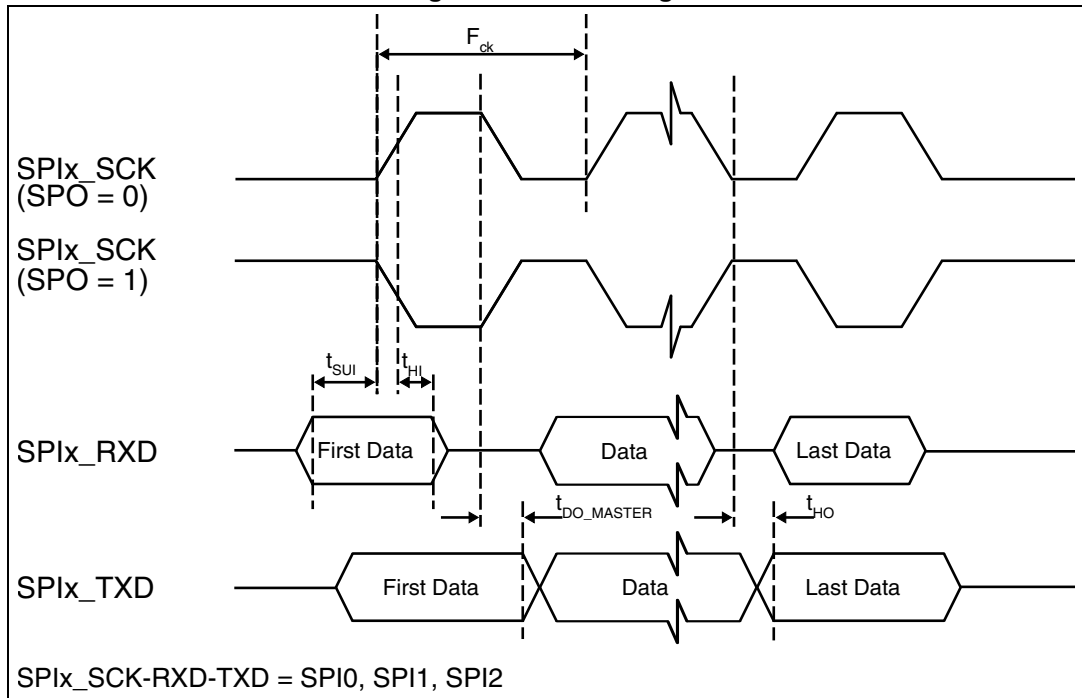 F_ck
SPIx_SCK
(SPO = 0)
SPIx_SCK
(SPO = 1)
t_SUI
t_HI
SPIx_RXD
First Data
Data
Last Data
t_DO_MASTER
t_HO
SPIx_TXD
First Data
Data
Last Data
SPIx_SCK-RXD-TXD = SPI0, SPI1, SPI2